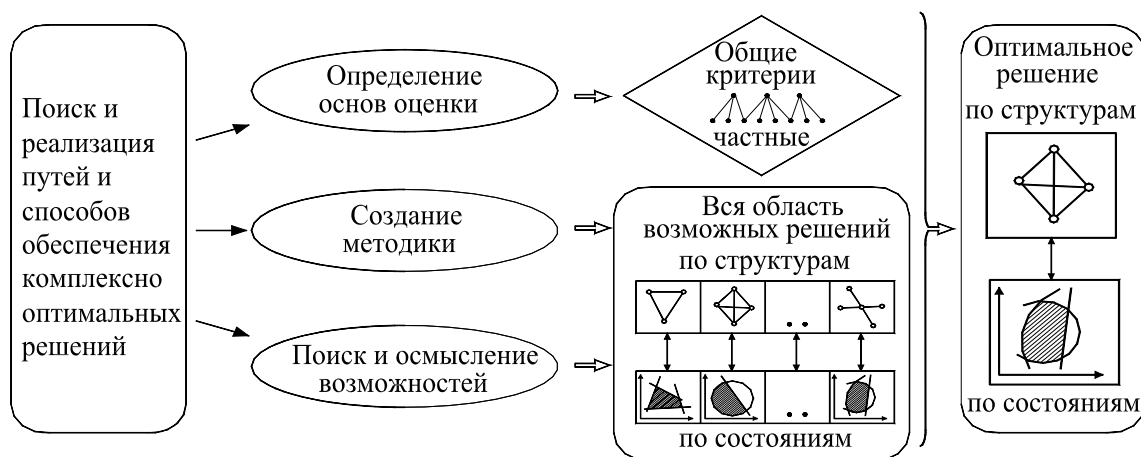 Поиск и
реализация
путей и
способов
обеспечения
комплексно
оптимальных
решений
Определение
основ оценки
Создание
методики
Поиск и осмысление
возможностей
Общие
критерии
частные
Вся область
возможных решений
по структурам
по состояниям
Оптимальное
решение
по структурам
по состояниям